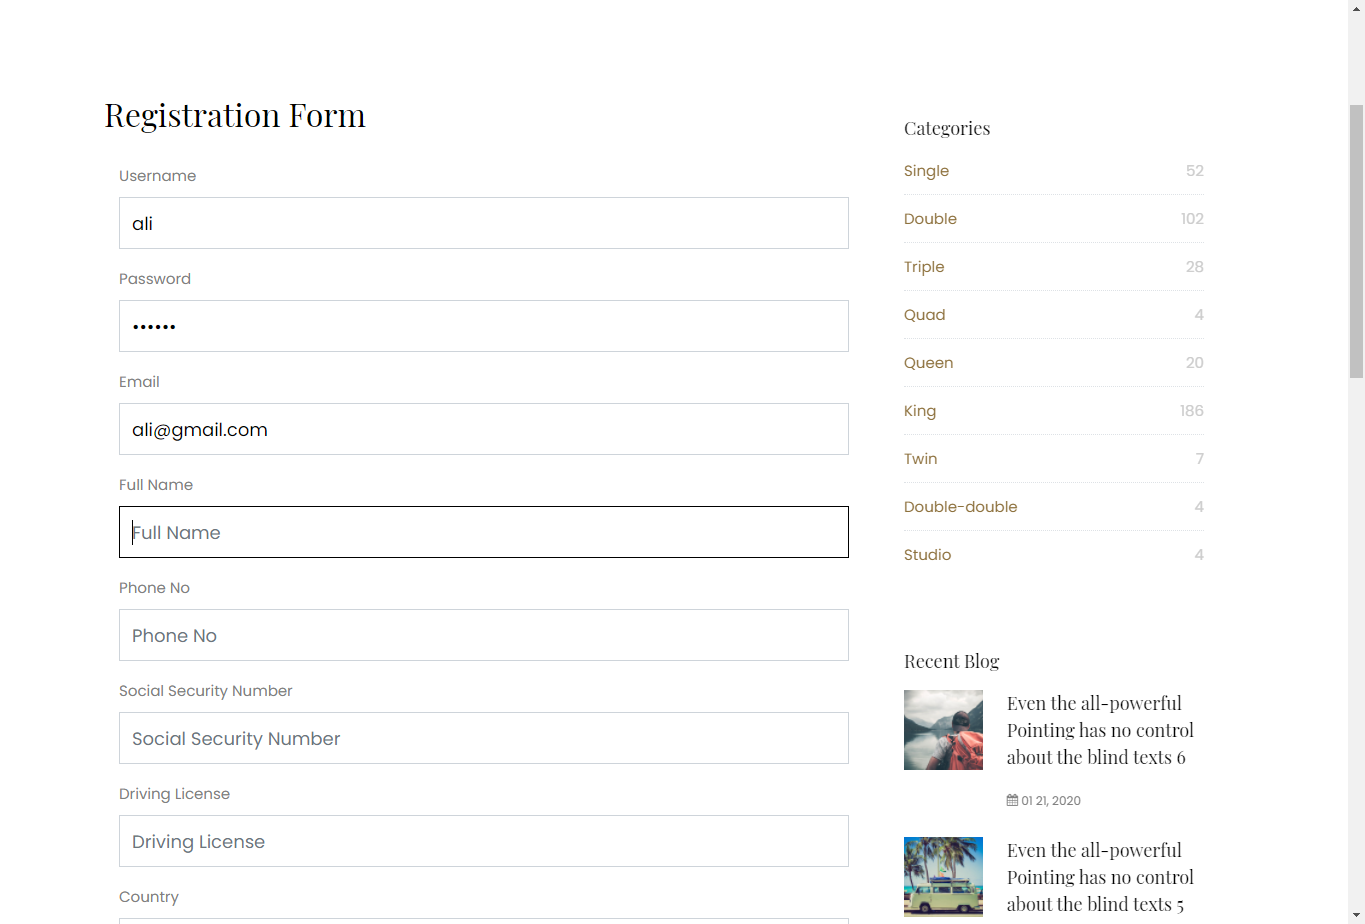 Registration Form
Username
ali
Password
••••••
Email
ali@gmail.com
Full Name
Full Name
Phone No
Phone No
Social Security Number
Social Security Number
Driving License
Driving License
Country
Categories
Single 52
Double 102
Triple 28
Quad 4
Queen 20
King 186
Twin 7
Double-double 4
Studio 4
Recent Blog
Even the all-powerful
Pointing has no control
about the blind texts 6
01 21, 2020
Even the all-powerful
Pointing has no control
about the blind texts 5